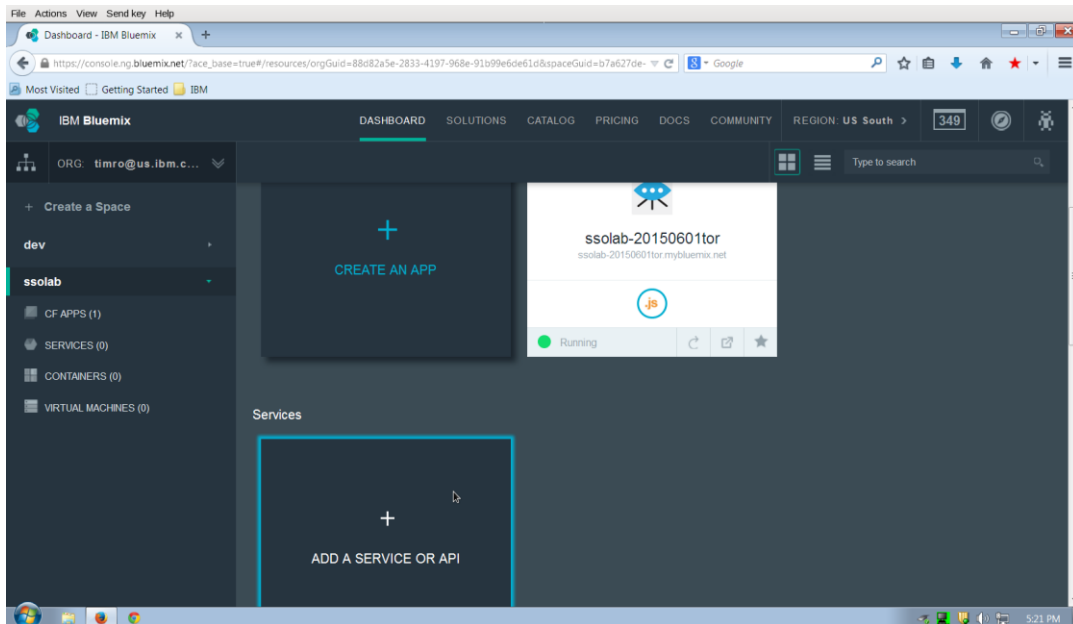 File Actions View Send key Help
Dashboard - IBM Bluemix × +
https://console.ng.bluemix.net/?ace_base=true#/resources/orgGuid=88d82a5e-2833-4197-968e-91b99e6de61d&spaceGuid=b7a627de- 8 Google
Most Visited Getting Started IBM
IBM Bluemix DASHBOARD SOLUTIONS CATALOG PRICING DOCS COMMUNITY REGION: US South > 349
ORG: timro@us.ibm.c... Type to search
+ Create a Space
dev
ssolab
CF APPS (1)
SERVICES (0)
CONTAINERS (0)
VIRTUAL MACHINES (0)
+
CREATE AN APP
ssolab-20150601tor
ssolab-20150601tor.mybluemix.net
.js
Running
Services
+
ADD A SERVICE OR API
5:21 PM